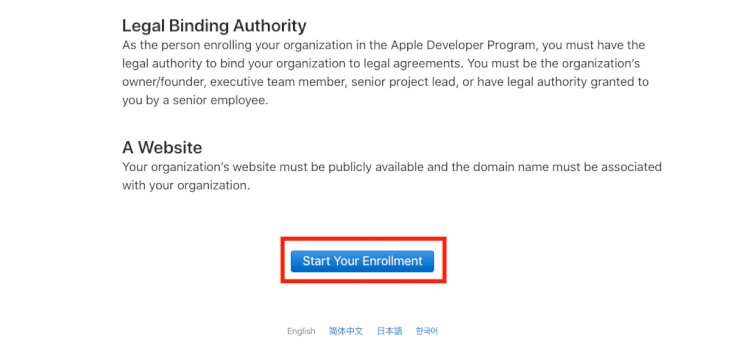 Legal Binding Authority
As the person enrolling your organization in the Apple Developer Program, you must have the
legal authority to bind your organization to legal agreements. You must be the organization’s
owner/founder, executive team member, senior project lead, or have legal authority granted to
you by a senior employee.
A Website
Your organization’s website must be publicly available and the domain name must be associated
with your organization.
Start Your Enrollment
English 简体中文 日本語 한국어